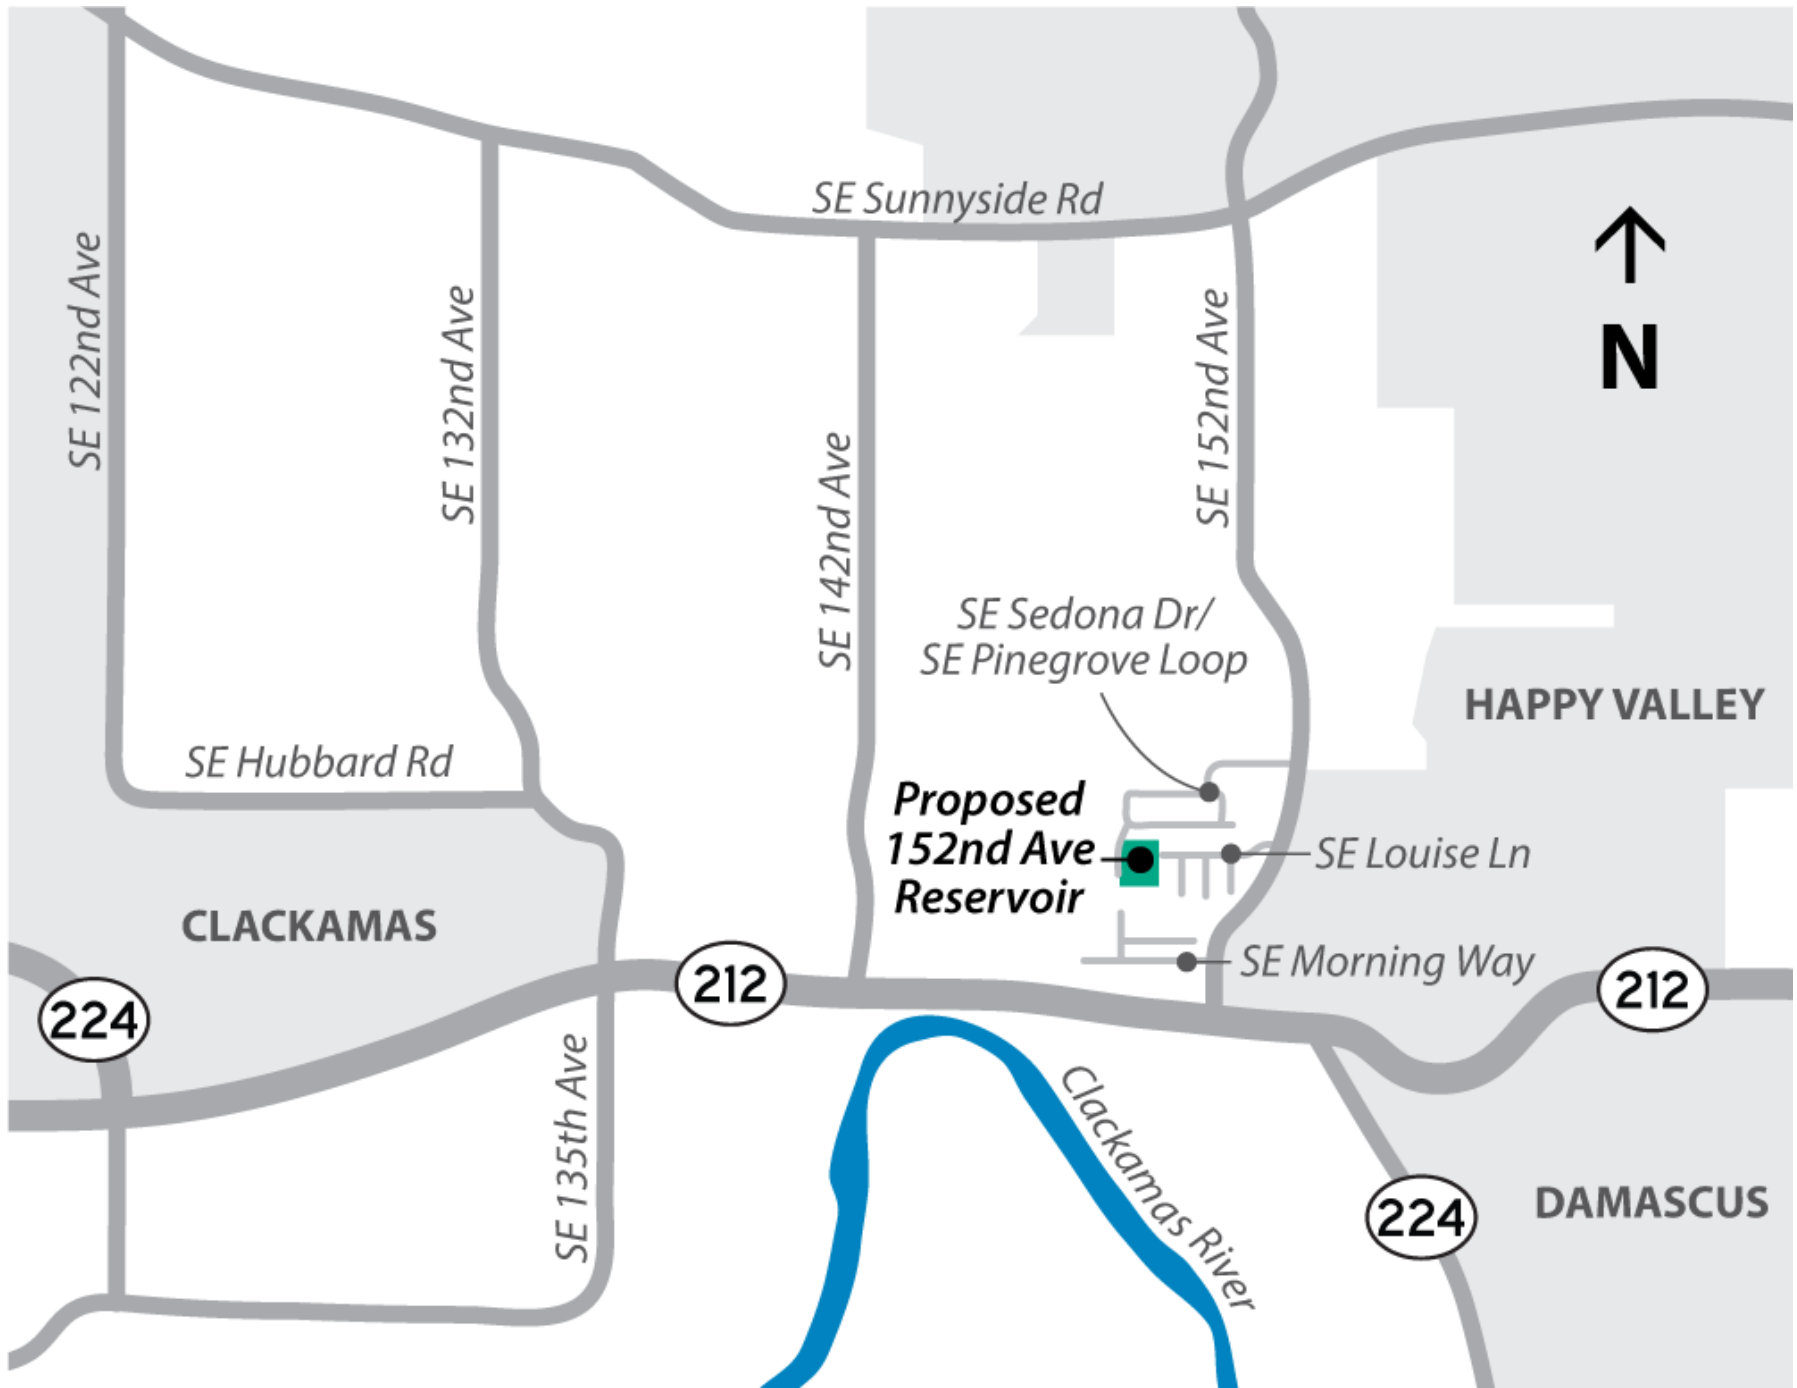 SE Sunnyside Rd
SE 122nd Ave
SE 132nd Ave
SE 142nd Ave
SE 152nd Ave
N
SE Sedona Dr/
SE Pinegrove Loop
HAPPY VALLEY
SE Hubbard Rd
Proposed
152nd Ave
Reservoir
SE Louise Ln
CLACKAMAS
SE Morning Way
224
212
212
SE 135th Ave
Clackamas River
224
DAMASCUS